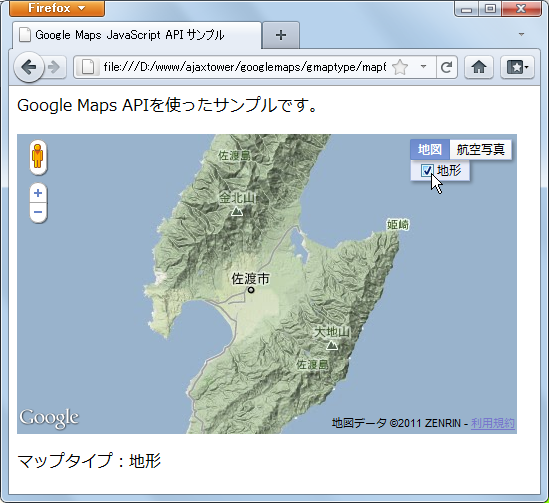 Firefox
Google Maps JavaScript API サンプル
file:///D:/www/ajaxtower/googlemaps/gmaptype/mapt
Google Maps APIを使ったサンプルです。
地図 航空写真
地形
佐渡島
金北山
姫崎
佐渡市
大地山
佐渡島
Google
地図データ ©2011 ZENRIN - 利用規約
マップタイプ：地形